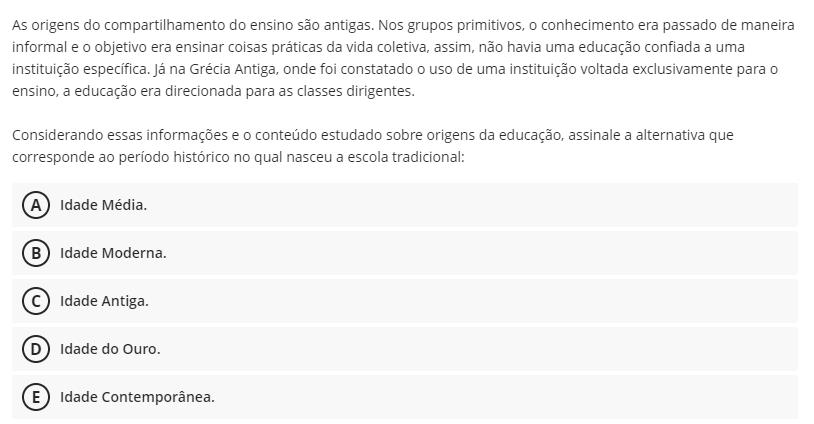 As origens do compartilhamento do ensino são antigas. Nos grupos primitivos, o conhecimento era passado de maneira
informal e o objetivo era ensinar coisas práticas da vida coletiva, assim, não havia uma educação confiada a uma
instituição específica. Já na Grécia Antiga, onde foi constatado o uso de uma instituição voltada exclusivamente para o
ensino, a educação era direcionada para as classes dirigentes.
Considerando essas informações e o conteúdo estudado sobre origens da educação, assinale a alternativa que
corresponde ao período histórico no qual nasceu a escola tradicional:
A Idade Média.
B Idade Moderna.
C Idade Antiga.
D Idade do Ouro.
E Idade Contemporânea.